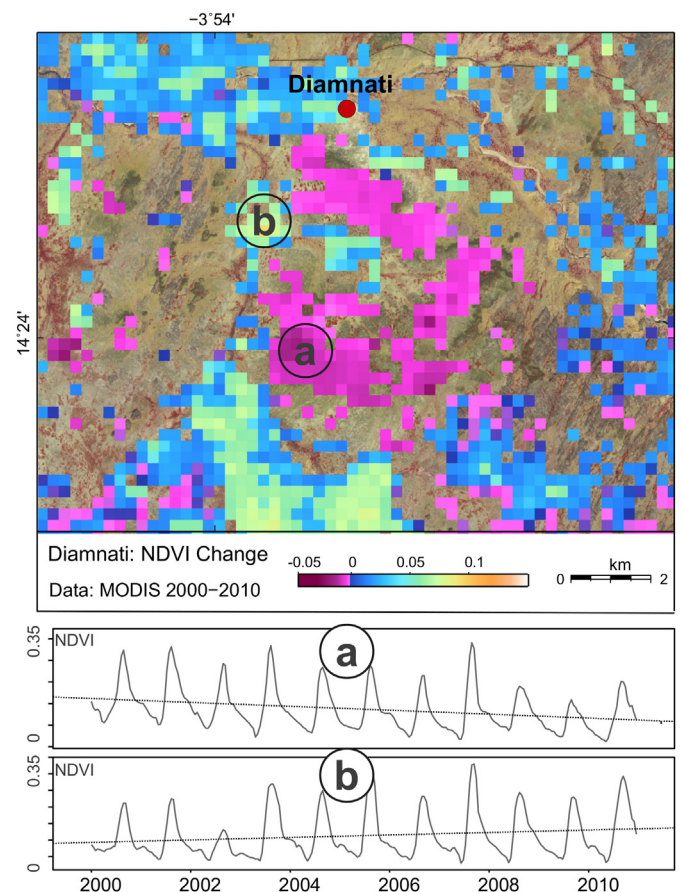 −3˚54'
Diamnati
b
14˚24'
a
Diamnati: NDVI Change
Data: MODIS 2000−2010
-0.05 0 0.05 0.1
km
0 2
0.35
NDVI
a
0
0.35
NDVI
b
0
2000 2002 2004 2006 2008 2010